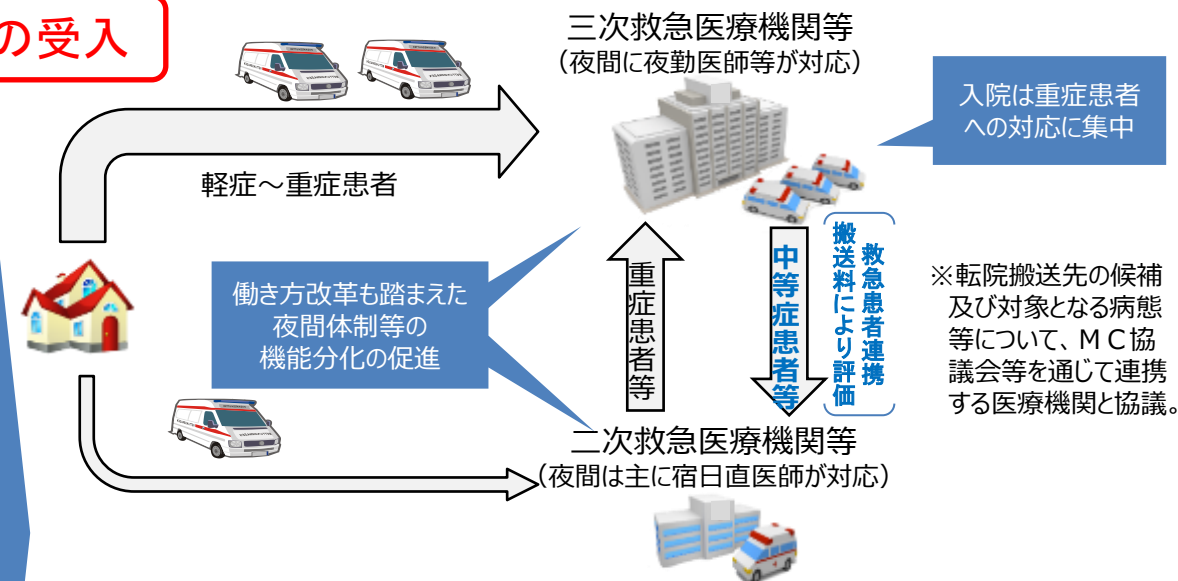 の受入
三次救急医療機関等
（夜間に夜勤医師等が対応）
入院は重症患者
への対応に集中
軽症～重症患者
働き方改革も踏まえた
夜間体制等の
機能分化の促進
重症患者等
中等症患者等
救急患者連携
搬送料により評価
※転院搬送先の候補
及び対象となる病態
等について、ＭＣ協
議会等を通じて連携
する医療機関と協議。
二次救急医療機関等
（夜間は主に宿日直医師が対応）